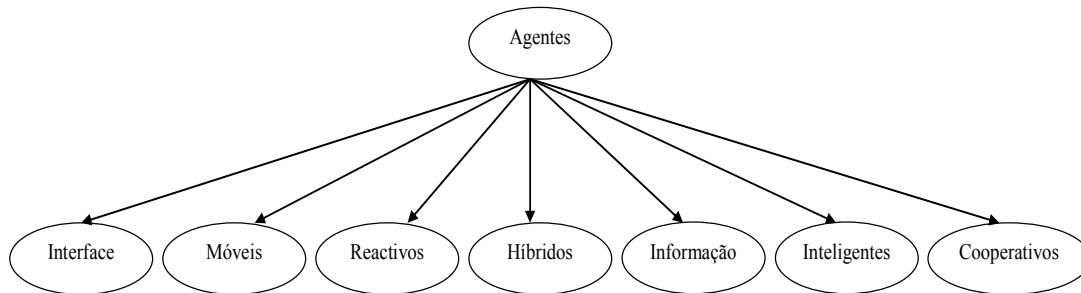 Agentes
Interface
Móveis
Reactivos
Híbridos
Informação
Inteligentes
Cooperativos